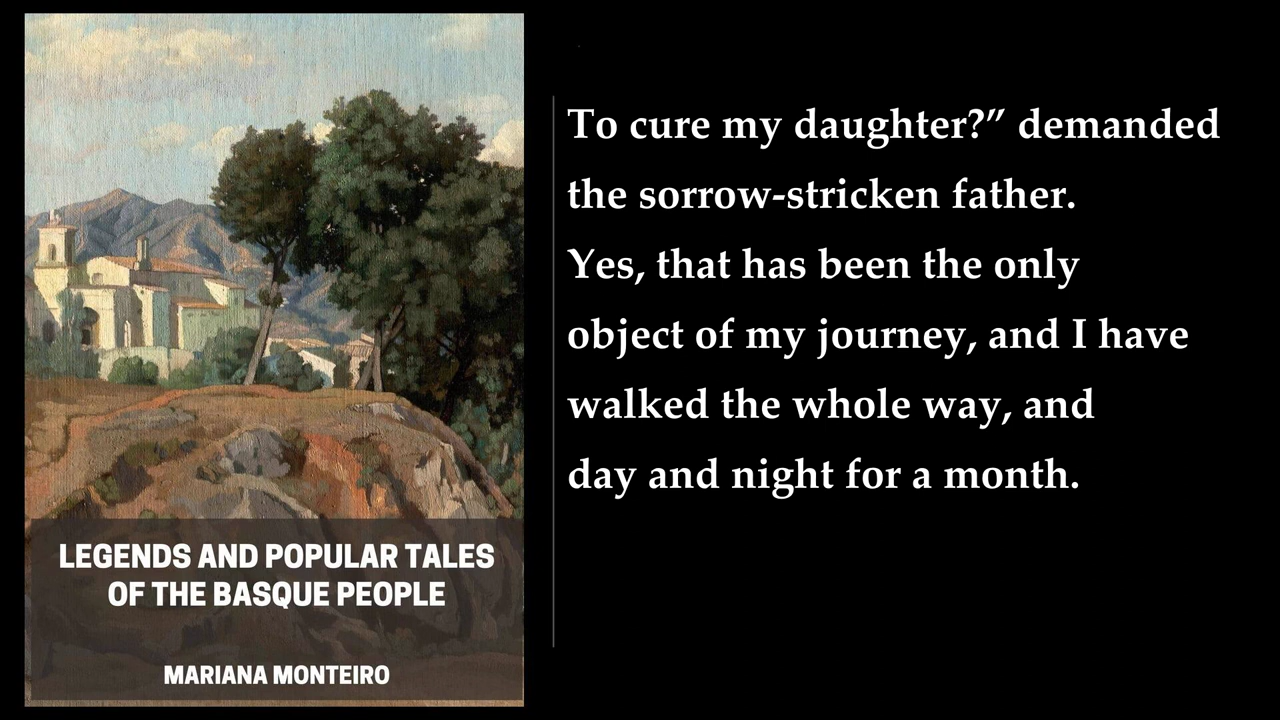 To cure my daughter?” demanded
the sorrow-stricken father.
Yes, that has been the only
object of my journey, and I have
walked the whole way, and
day and night for a month.
LEGENDS AND POPULAR TALES
OF THE BASQUE PEOPLE
MARIANA MONTEIRO